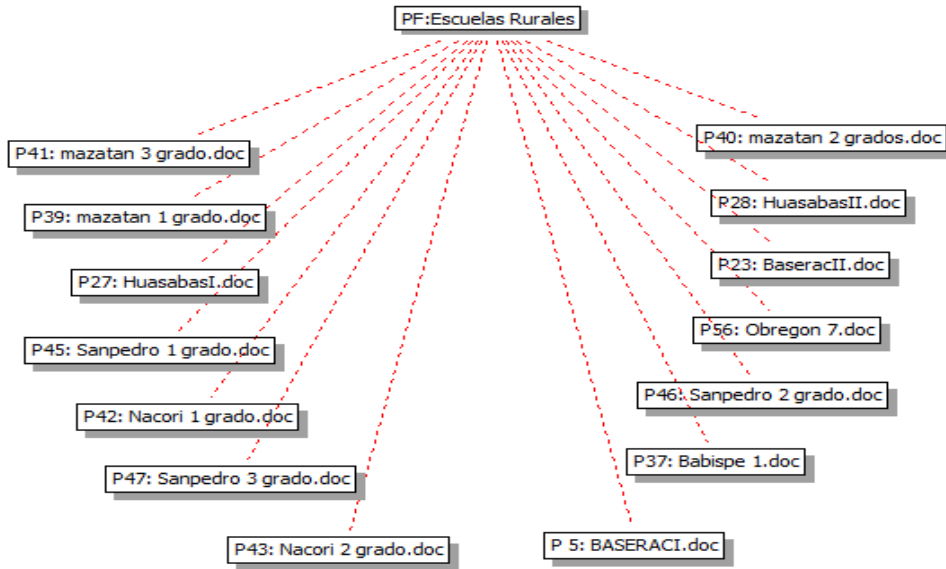 PF:Escuelas Rurales
P41: mazatan 3 grado.doc
P40: mazatan 2 grados.doc
P39: mazatan 1 grado.doc
P28: HuasabasII.doc
P27: HuasabasI.doc
P23: BaseracII.doc
P45: Sanpedro 1 grado.doc
P56: Obregon 7.doc
P42: Nacori 1 grado.doc
P46: Sanpedro 2 grado.doc
P47: Sanpedro 3 grado.doc
P37: Babispe 1.doc
P43: Nacori 2 grado.doc
P 5: BASERACI.doc